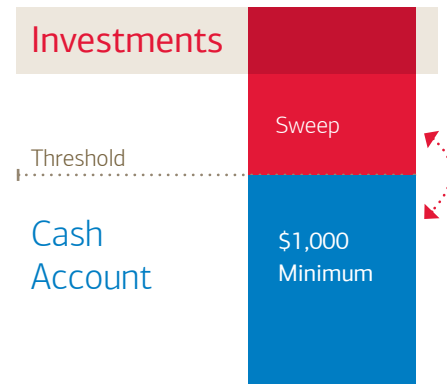 Investments
Sweep
Threshold
Cash
Account
$1,000
Minimum